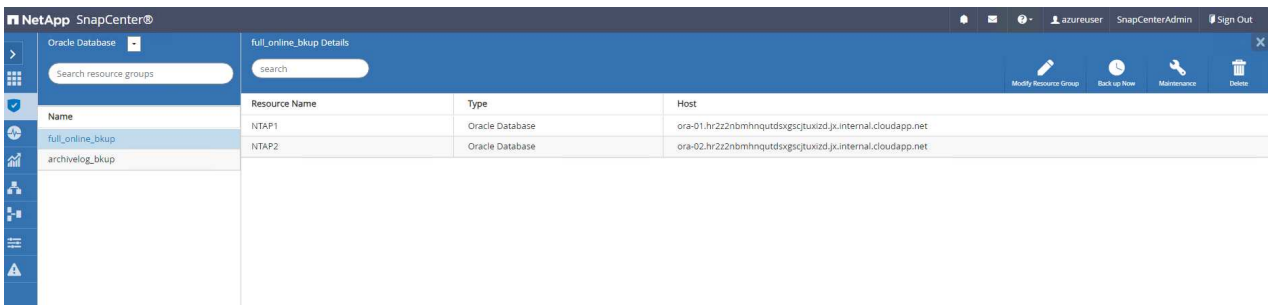 NetApp SnapCenter®
azureuser SnapCenterAdmin Sign Out
Oracle Database
Search resource groups
Name
full_online_bkup
archivelog_bkup
full_online_bkup Details
search
Modify Resource Group Back up Now Maintenance Delete
Resource Name Type Host
NTAP1 Oracle Database ora-01.hr2z2nbmhnqutdsxgscjtuxizd.jx.internal.cloudapp.net
NTAP2 Oracle Database ora-02.hr2z2nbmhnqutdsxgscjtuxizd.jx.internal.cloudapp.net